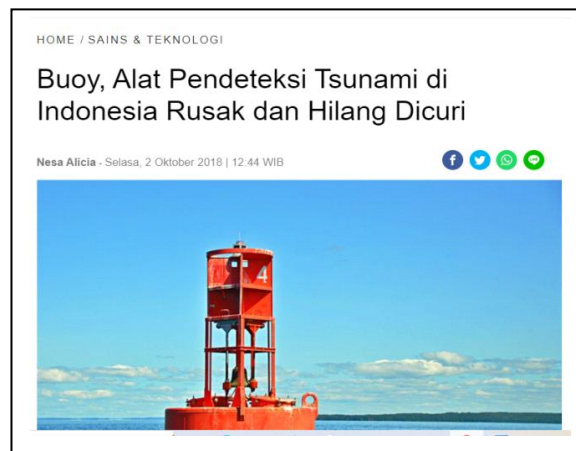 HOME / SAINS & TEKNOLOGI
Buoy, Alat Pendeteksi Tsunami di
Indonesia Rusak dan Hilang Dicuri
Nesa Alicia - Selasa, 2 Oktober 2018 | 12:44 WIB
4